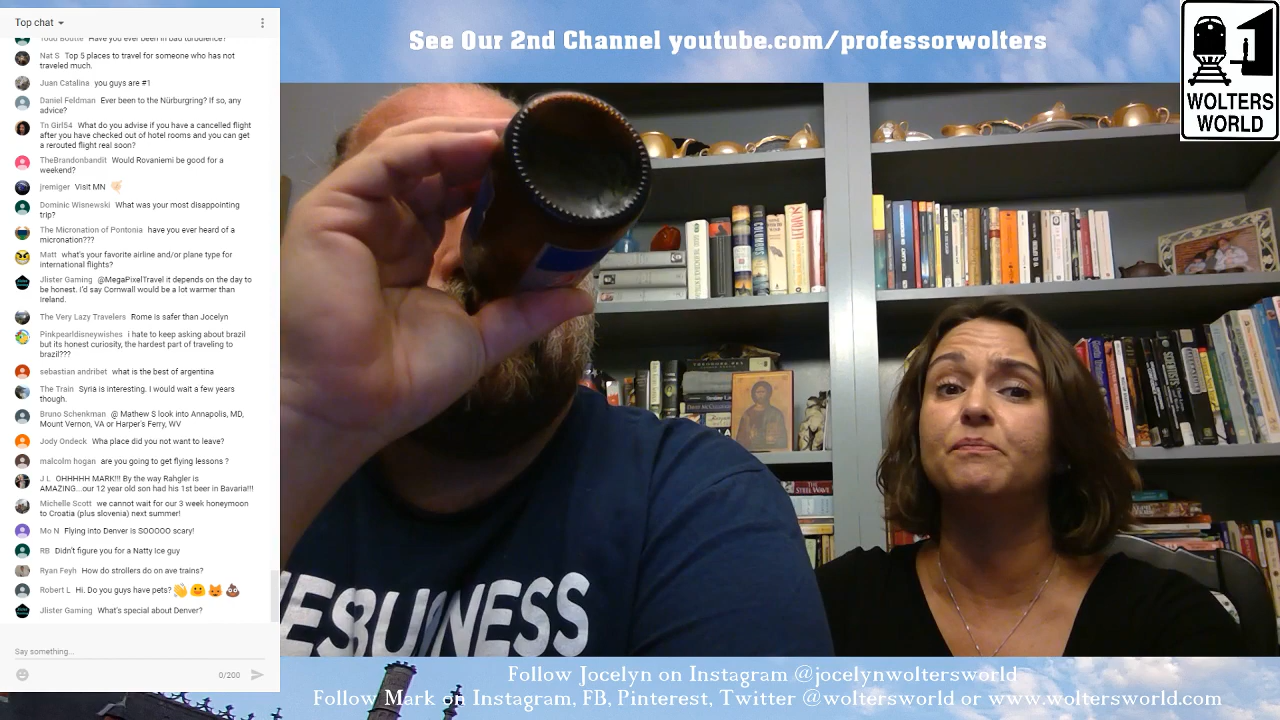 See Our 2nd Channel youtube.com/professorwolters
WOLTERS
WORLD
Top chat
Todd Boutte Have you ever been in bad turbulence?
Nat S Top 5 places to travel for someone who has not
traveled much.
Juan Catalina you guys are #1
Daniel Feldman Ever been to the Nürburgring? If so, any
advice?
Tn Girl54 What do you advise if you have a cancelled flight
after you have checked out of hotel rooms and you can get
a rerouted flight real soon?
TheBrandonbandit Would Rovaniemi be good for a
weekend?
jremiger Visit MN
Dominic Wisnewski What was your most disappointing
trip?
The Micronation of Pontonia have you ever heard of a
micronation???
Matt what's your favorite airline and/or plane type for
international flights?
Jlister Gaming @MegaPixelTravel it depends on the day to
be honest. I'd say Cornwall would be a lot warmer than
Ireland.
The Very Lazy Travelers Rome is safer than Jocelyn
Pinkpearldisneywishes i hate to keep asking about brazil
but its honest curiosity, the hardest part of traveling to
brazil???
sebastian andribet what is the best of argentina
The Train Syria is interesting. I would wait a few years
though.
Bruno Schenkman @ Mathew S look into Annapolis, MD,
Mount Vernon, VA or Harper's Ferry, WV
Jody Ondeck Wha place did you not want to leave?
malcolm hogan are you going to get flying lessons ?
J.L OHHHHH MARK!!! By the way Rahgler is
AMAZING...our 12 year old son had his 1st beer in Bavaria!!!
Michelle Scott we cannot wait for our 3 week honeymoon
to Croatia (plus slovenia) next summer!
Mo N Flying into Denver is SOOOOO scary!
RB Didn't figure you for a Natty Ice guy
Ryan Feyh How do strollers do on ave trains?
Robert L Hi. Do you guys have pets?
Jlister Gaming What's special about Denver?
Say something...
0/200
COLUMBUS
THE STEEL WAVE
Follow Jocelyn on Instagram @jocelynwoltersworld
Follow Mark on Instagram, FB, Pinterest, Twitter @woltersworld or www.woltersworld.com